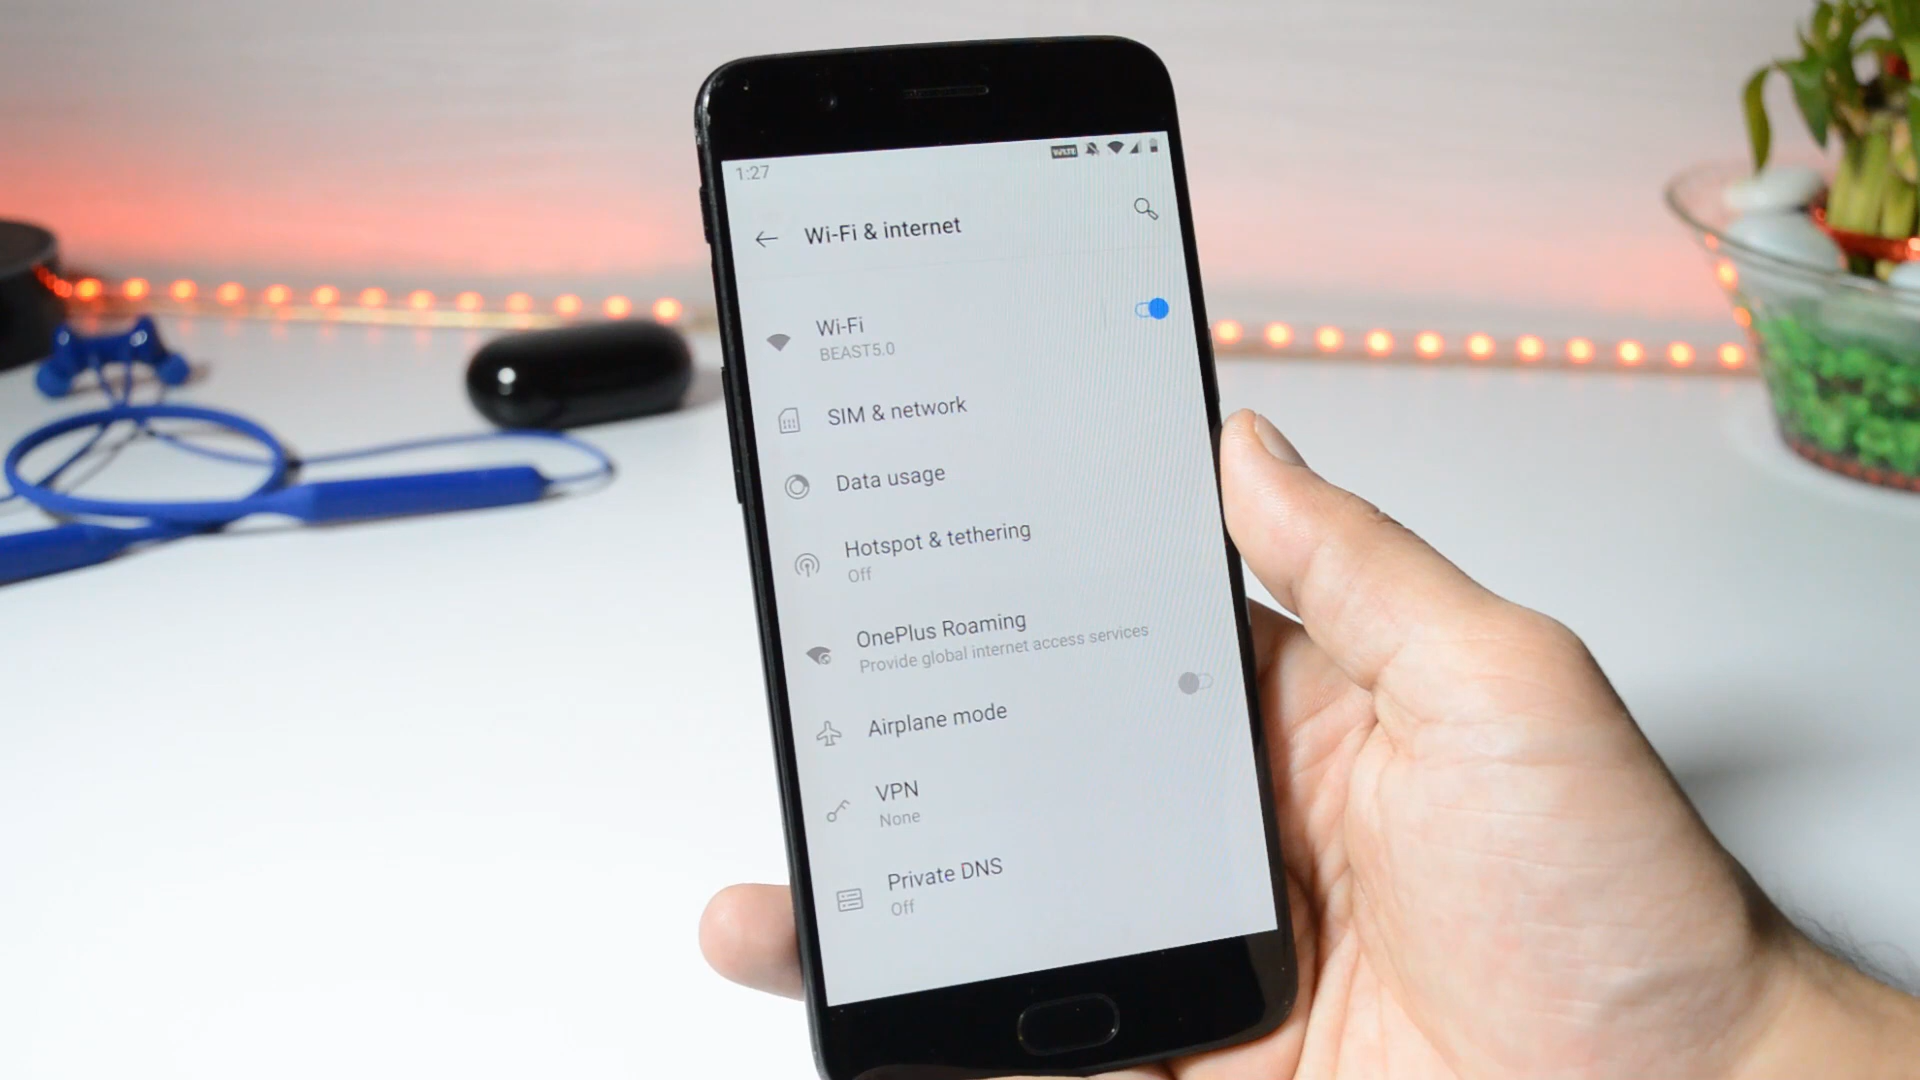 1:27
VoLTE
Wi-Fi & internet
Wi-Fi
BEAST5.0
SIM & network
Data usage
Hotspot & tethering
Off
OnePlus Roaming
Provide global internet access services
Airplane mode
VPN
None
Private DNS
Off